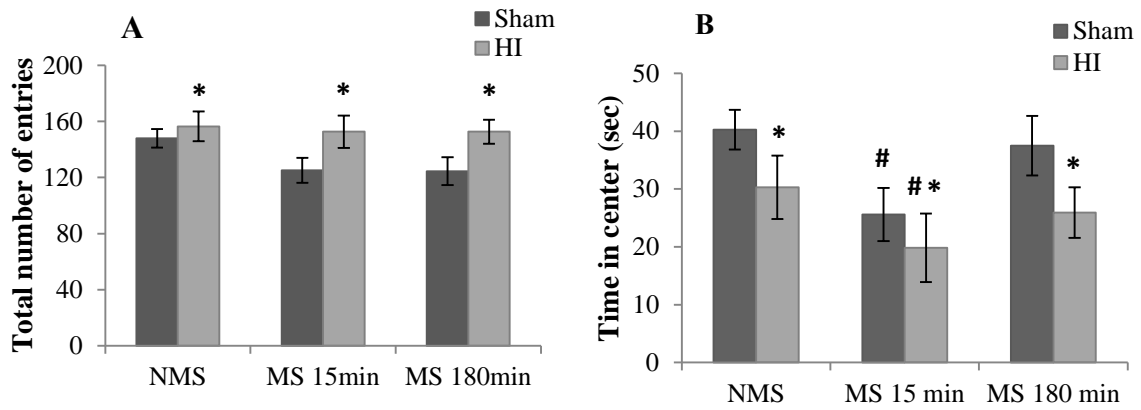 A
Sham
HI
Total number of entries
200
160
120
80
40
0
* * *
NMS MS 15min MS 180min
B
Sham
HI
Time in center (sec)
50
40
30
20
10
0
* # # * *
NMS MS 15 min MS 180 min